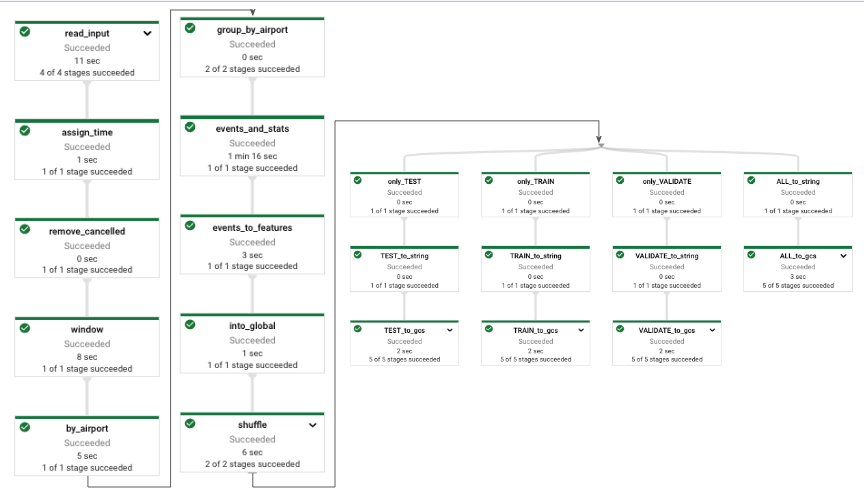 read_input
Succeeded
11 sec
4 of 4 stages succeeded
assign_time
Succeeded
1 sec
1 of 1 stage succeeded
remove_cancelled
Succeeded
0 sec
1 of 1 stage succeeded
window
Succeeded
8 sec
1 of 1 stage succeeded
by_airport
Succeeded
5 sec
1 of 1 stage succeeded
group_by_airport
Succeeded
0 sec
2 of 2 stages succeeded
events_and_stats
Succeeded
1 min 16 sec
1 of 1 stage succeeded
events_to_features
Succeeded
3 sec
1 of 1 stage succeeded
into_global
Succeeded
1 sec
1 of 1 stage succeeded
shuffle
Succeeded
6 sec
2 of 2 stages succeeded
only_TEST
Succeeded
0 sec
1 of 1 stage succeeded
TEST_to_string
Succeeded
0 sec
1 of 1 stage succeeded
TEST_to_gcs
Succeeded
2 sec
5 of 5 stages succeeded
only_TRAIN
Succeeded
0 sec
1 of 1 stage succeeded
TRAIN_to_string
Succeeded
0 sec
1 of 1 stage succeeded
TRAIN_to_gcs
Succeeded
2 sec
5 of 5 stages succeeded
only_VALIDATE
Succeeded
0 sec
1 of 1 stage succeeded
VALIDATE_to_string
Succeeded
0 sec
1 of 1 stage succeeded
VALIDATE_to_gcs
Succeeded
2 sec
5 of 5 stages succeeded
ALL_to_string
Succeeded
0 sec
1 of 1 stage succeeded
ALL_to_gcs
Succeeded
3 sec
5 of 5 stages succeeded